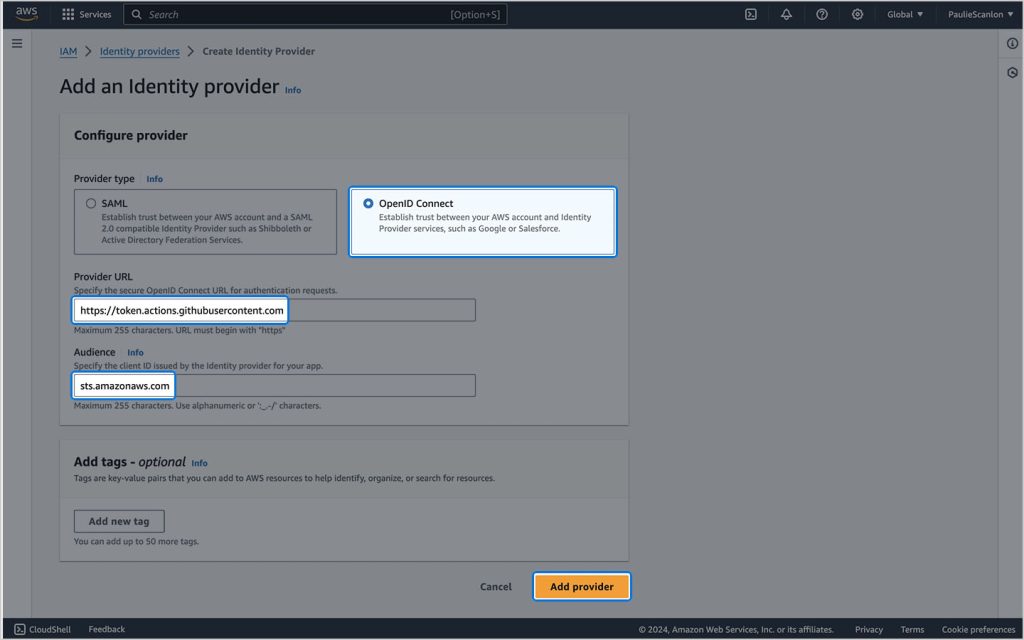 aws
Services
Search
[Option+S]
Global
PaulieScanlon
IAM > Identity providers > Create Identity Provider
Add an Identity provider Info
Configure provider
Provider type Info
SAML
Establish trust between your AWS account and a SAML
2.0 compatible Identity Provider such as Shibboleth or
Active Directory Federation Services.
OpenID Connect
Establish trust between your AWS account and Identity
Provider services, such as Google or Salesforce.
Provider URL
Specify the secure OpenID Connect URL for authentication requests.
https://token.actions.githubusercontent.com
Maximum 255 characters. URL must begin with "https"
Audience Info
Specify the client ID issued by the Identity provider for your app.
sts.amazonaws.com
Maximum 255 characters. Use alphanumeric or ':_.-/' characters.
Add tags - optional Info
Tags are key-value pairs that you can add to AWS resources to help identify, organize, or search for resources.
Add new tag
You can add up to 50 more tags.
Cancel
Add provider
CloudShell
Feedback
© 2024, Amazon Web Services, Inc. or its affiliates.
Privacy
Terms
Cookie preferences